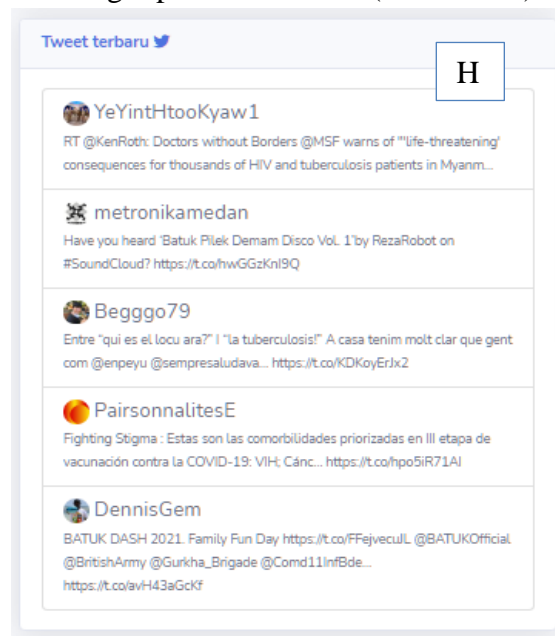 Tweet terbaru
H
YeYintHtooKyaw1
RT @KenRoth: Doctors without Borders @MSF warns of "'life-threatening'
consequences for thousands of HIV and tuberculosis patients in Myanm...
metronikamedan
Have you heard 'Batuk Pilek Demam Disco Vol. 1'by RezaRobot on
#SoundCloud? https://t.co/hwGGzKnI9Q
Begggo79
Entre "qui es el locu ara?" I "la tuberculosis!" A casa tenim molt clar que gent
com @enpeyu @sempresaludava... https://t.co/KDKoyErJx2
PairsonnalitesE
Fighting Stigma : Estas son las comorbilidades priorizadas en III etapa de
vacunación contra la COVID-19: VIH; Cánc... https://t.co/hpo5iR71AI
DennisGem
BATUK DASH 2021. Family Fun Day https://t.co/FFejvecuJL @BATUKOfficial
@BritishArmy @Gurkha_Brigade @Comd11InfBde...
https://t.co/avH43aGcKf